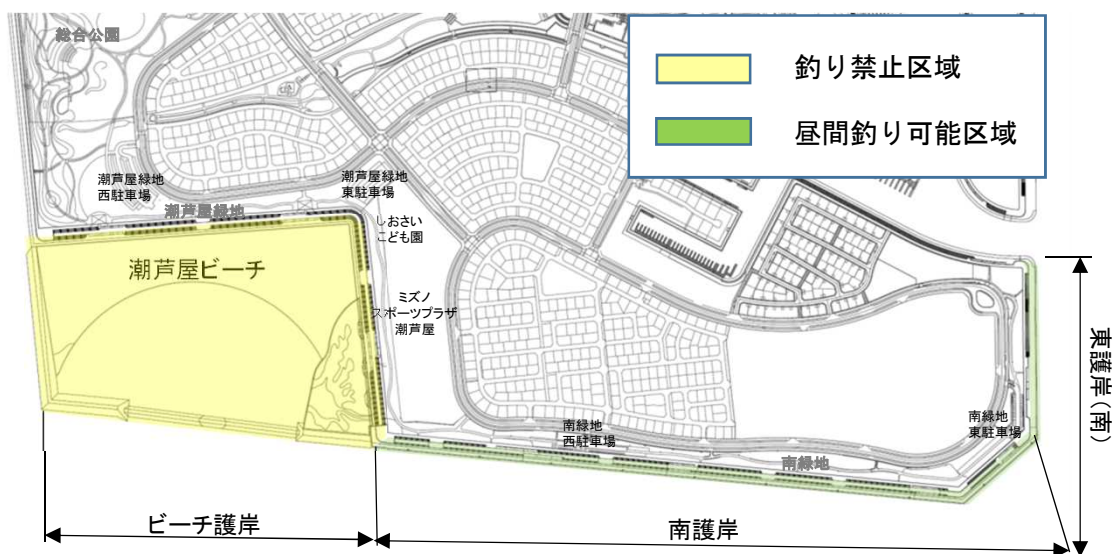 総合公園
釣り禁止区域
昼間釣り可能区域
潮芦屋緑地
西駐車場
潮芦屋緑地
東駐車場
潮芦屋緑地
しおさい
こども園
潮芦屋ビーチ
ミズノ
スポーツプラザ
潮芦屋
東護岸(南)
南緑地
西駐車場
南緑地
東駐車場
南緑地
ビーチ護岸
南護岸